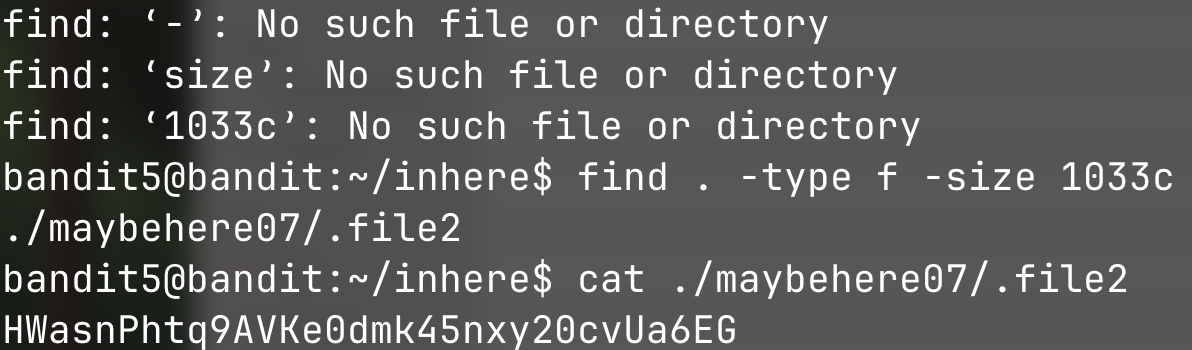 find: ‘-’: No such file or directory
find: ‘size’: No such file or directory
find: ‘1033c’: No such file or directory
bandit5@bandit:~/inhere$ find . -type f -size 1033c
./maybehere07/.file2
bandit5@bandit:~/inhere$ cat ./maybehere07/.file2
HWasnPhtq9AVKe0dmk45nxy20cvUa6EG